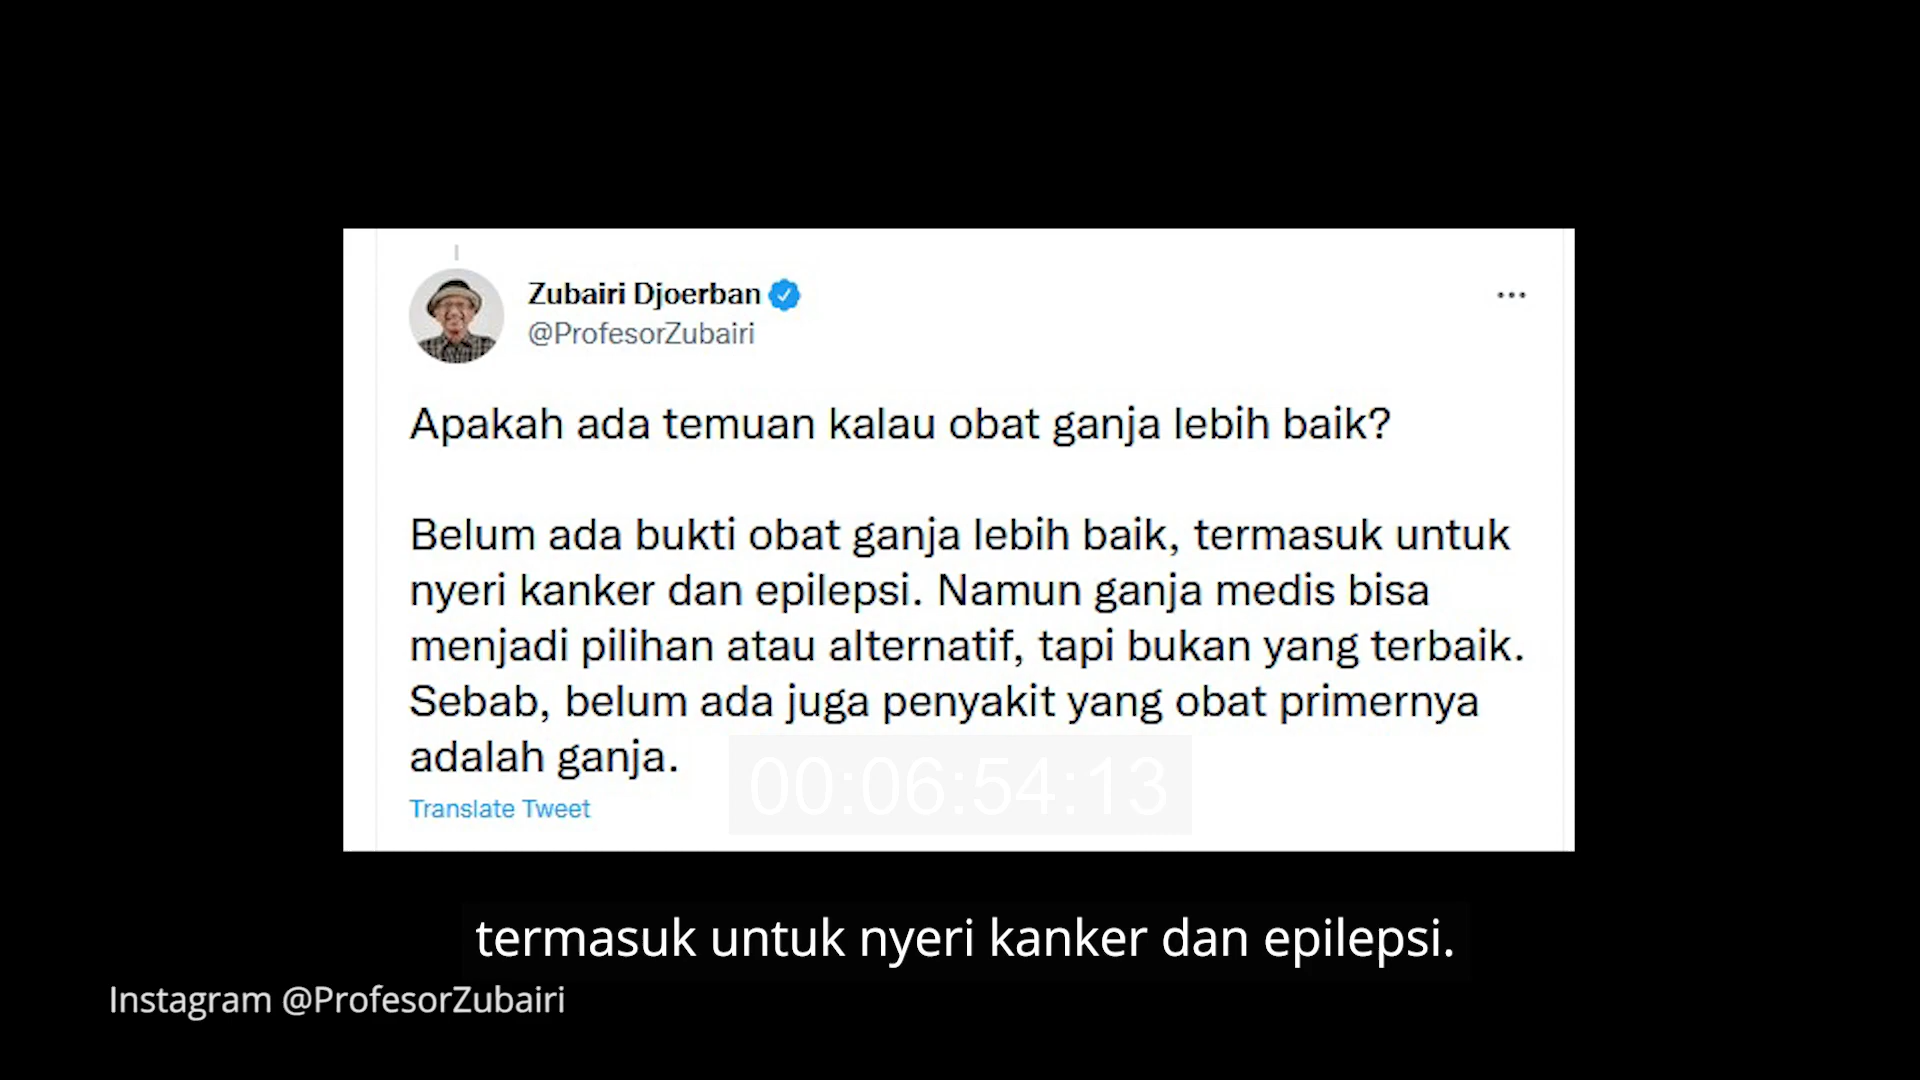 Zubairi Djoerban
@ProfesorZubairi
Apakah ada temuan kalau obat ganja lebih baik?
Belum ada bukti obat ganja lebih baik, termasuk untuk
nyeri kanker dan epilepsi. Namun ganja medis bisa
menjadi pilihan atau alternatif, tapi bukan yang terbaik.
Sebab, belum ada juga penyakit yang obat primernya
adalah ganja.
00:06:54:13
Translate Tweet
termasuk untuk nyeri kanker dan epilepsi.
Instagram @ProfesorZubairi